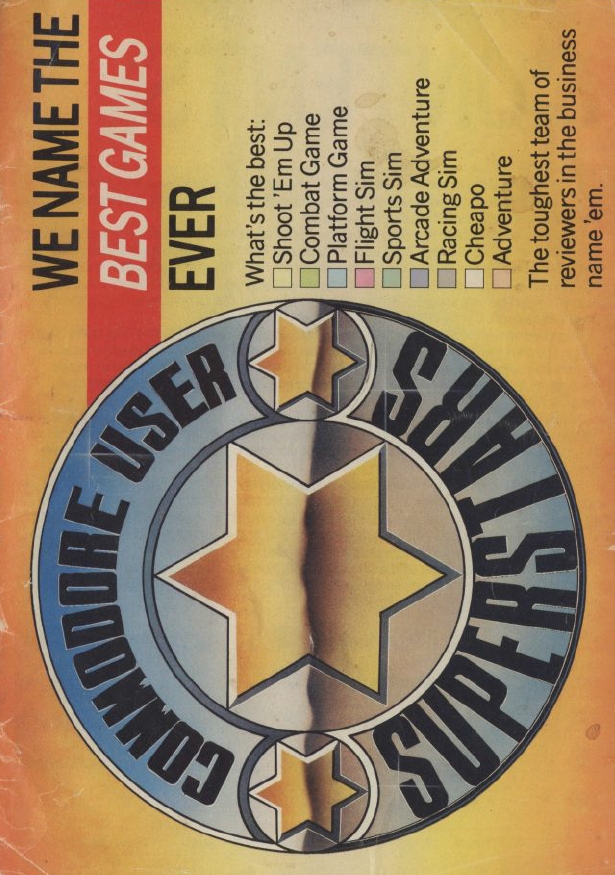 COMMODORE USER
SUPERSTARS
WE NAME THE
BEST GAMES
EVER
What's the best:
Shoot 'Em Up
Combat Game
Platform Game
Flight Sim
Sports Sim
Arcade Adventure
Racing Sim
Cheapo
Adventure
The toughest team of
reviewers in the business
name 'em.